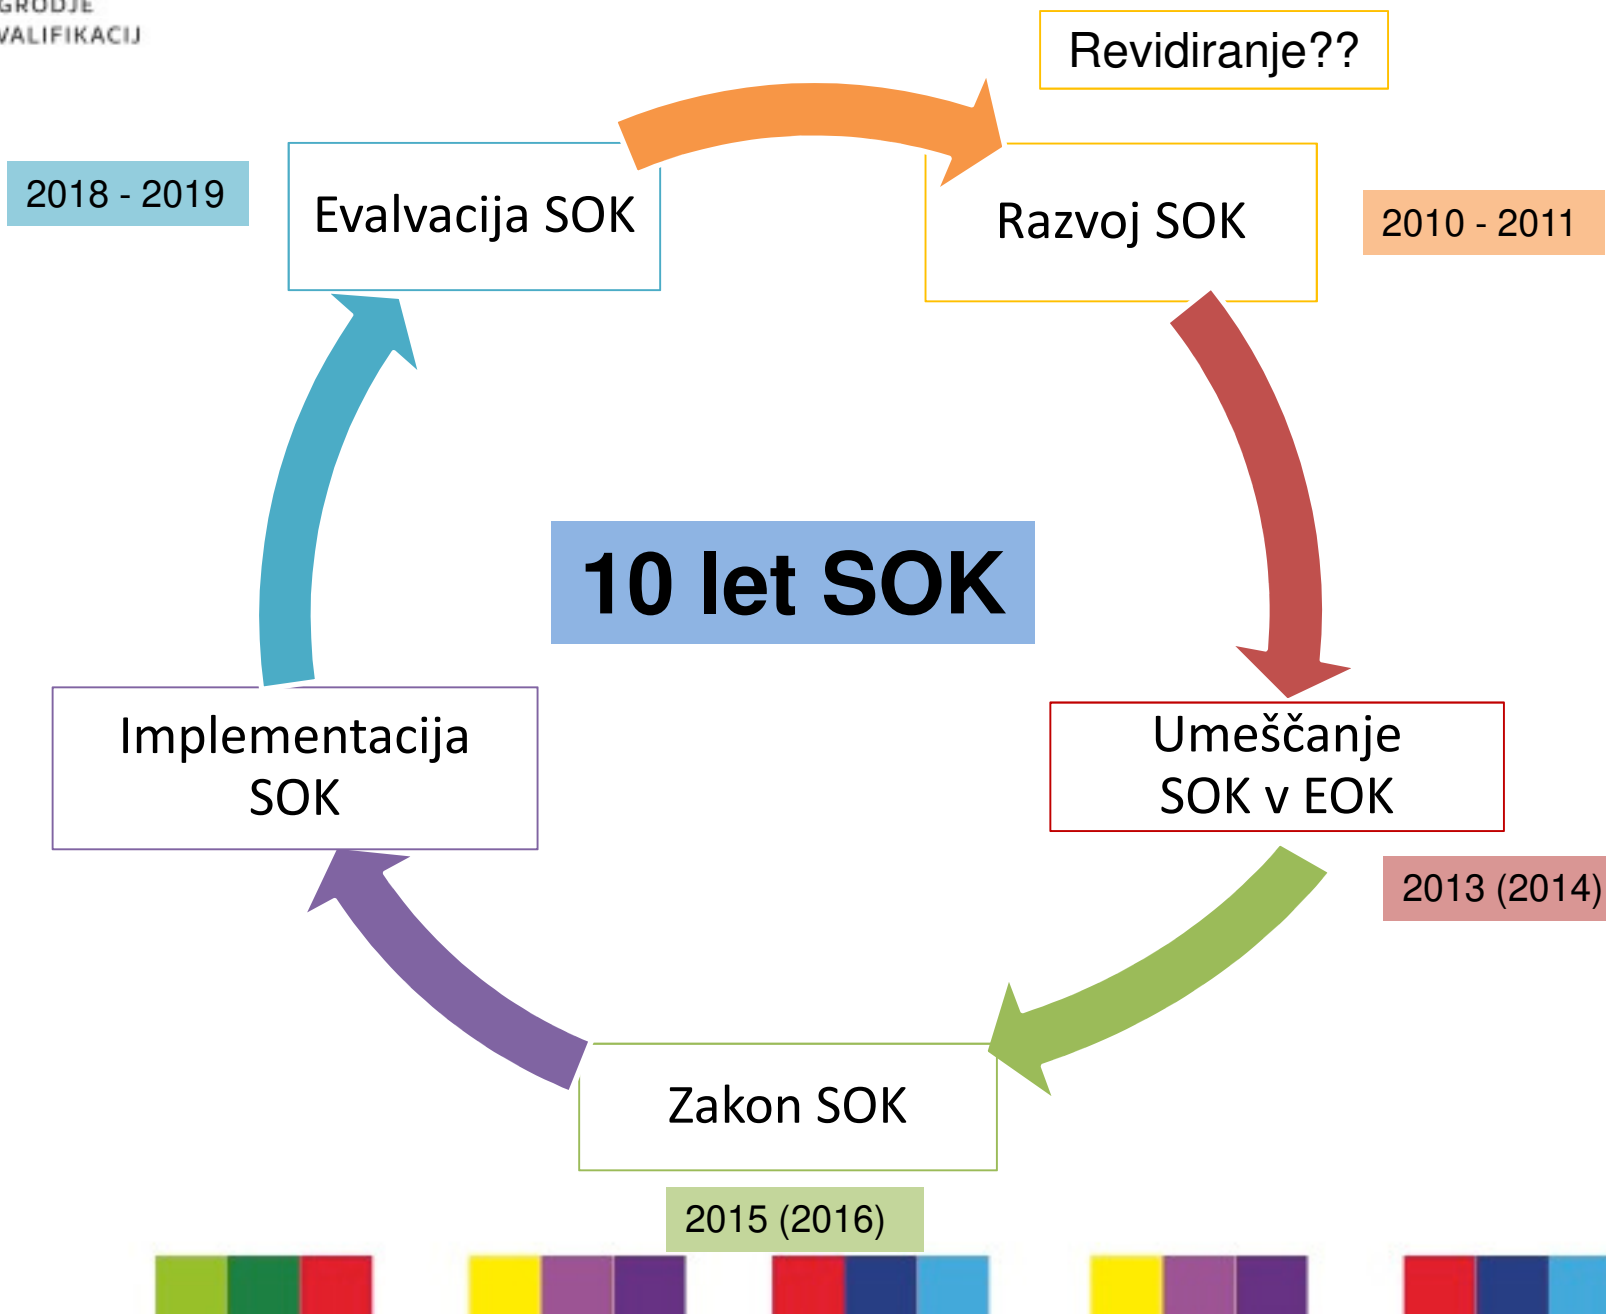 VALIFIKACIJ
Revidiranje??
2018 - 2019
Evalvacija SOK
Razvoj SOK
2010 - 2011
10 let SOK
Implementacija
SOK
Umeščanje
SOK v EOK
2013 (2014)
Zakon SOK
2015 (2016)